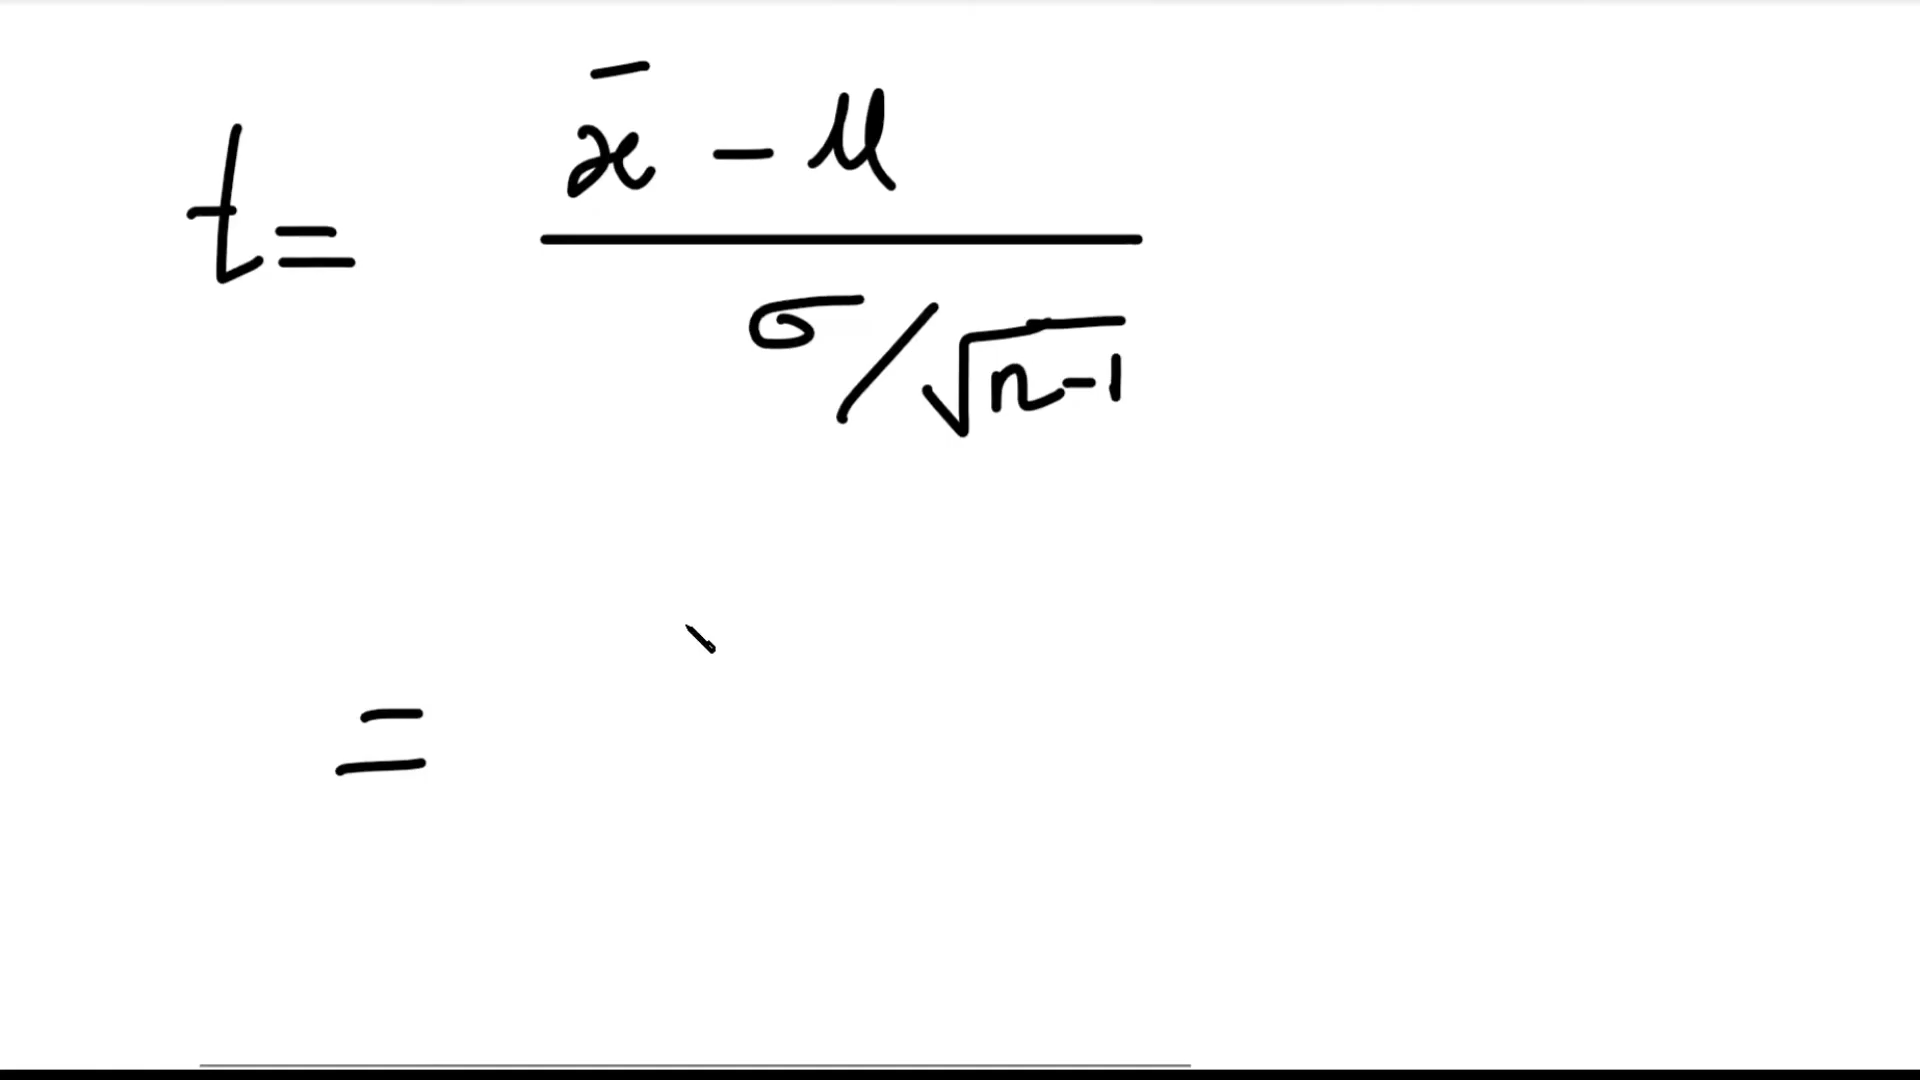 t = x̄ - μ
σ/√n-1
=